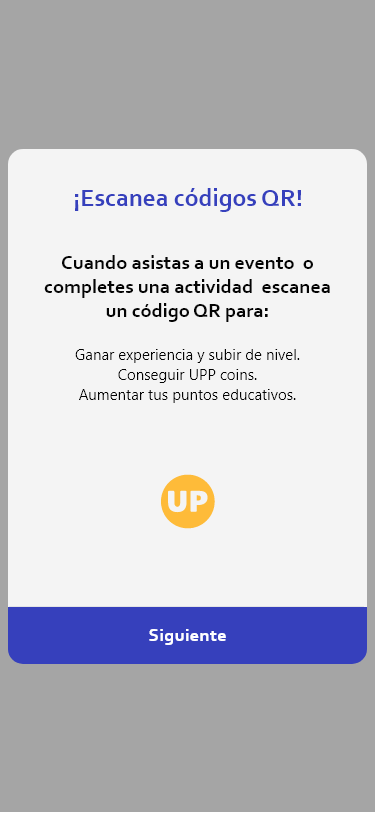 ¡Escanea códigos QR!
Cuando asistas a un evento o
completes una actividad escanea
un código QR para:
Ganar experiencia y subir de nivel.
Conseguir UPP coins.
Aumentar tus puntos educativos.
UP
Siguiente